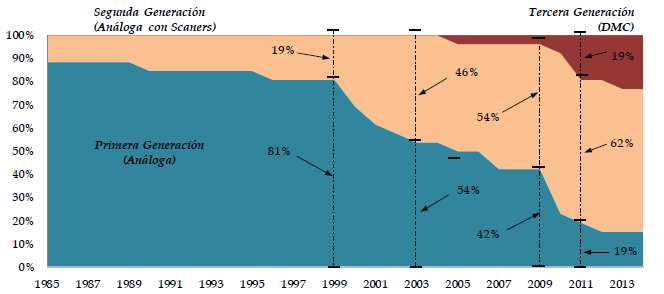 Segunda Generación
(Análoga con Scaners)
Tercera Generación
(DMC)
100%
90%
80%
70%
60%
50%
40%
30%
20%
10%
0%
19%
46%
54%
19%
62%
Primera Generación
(Análoga)
81%
54%
42%
19%
1985 1987 1989 1991 1993 1995 1997 1999 2001 2003 2005 2007 2009 2011 2013